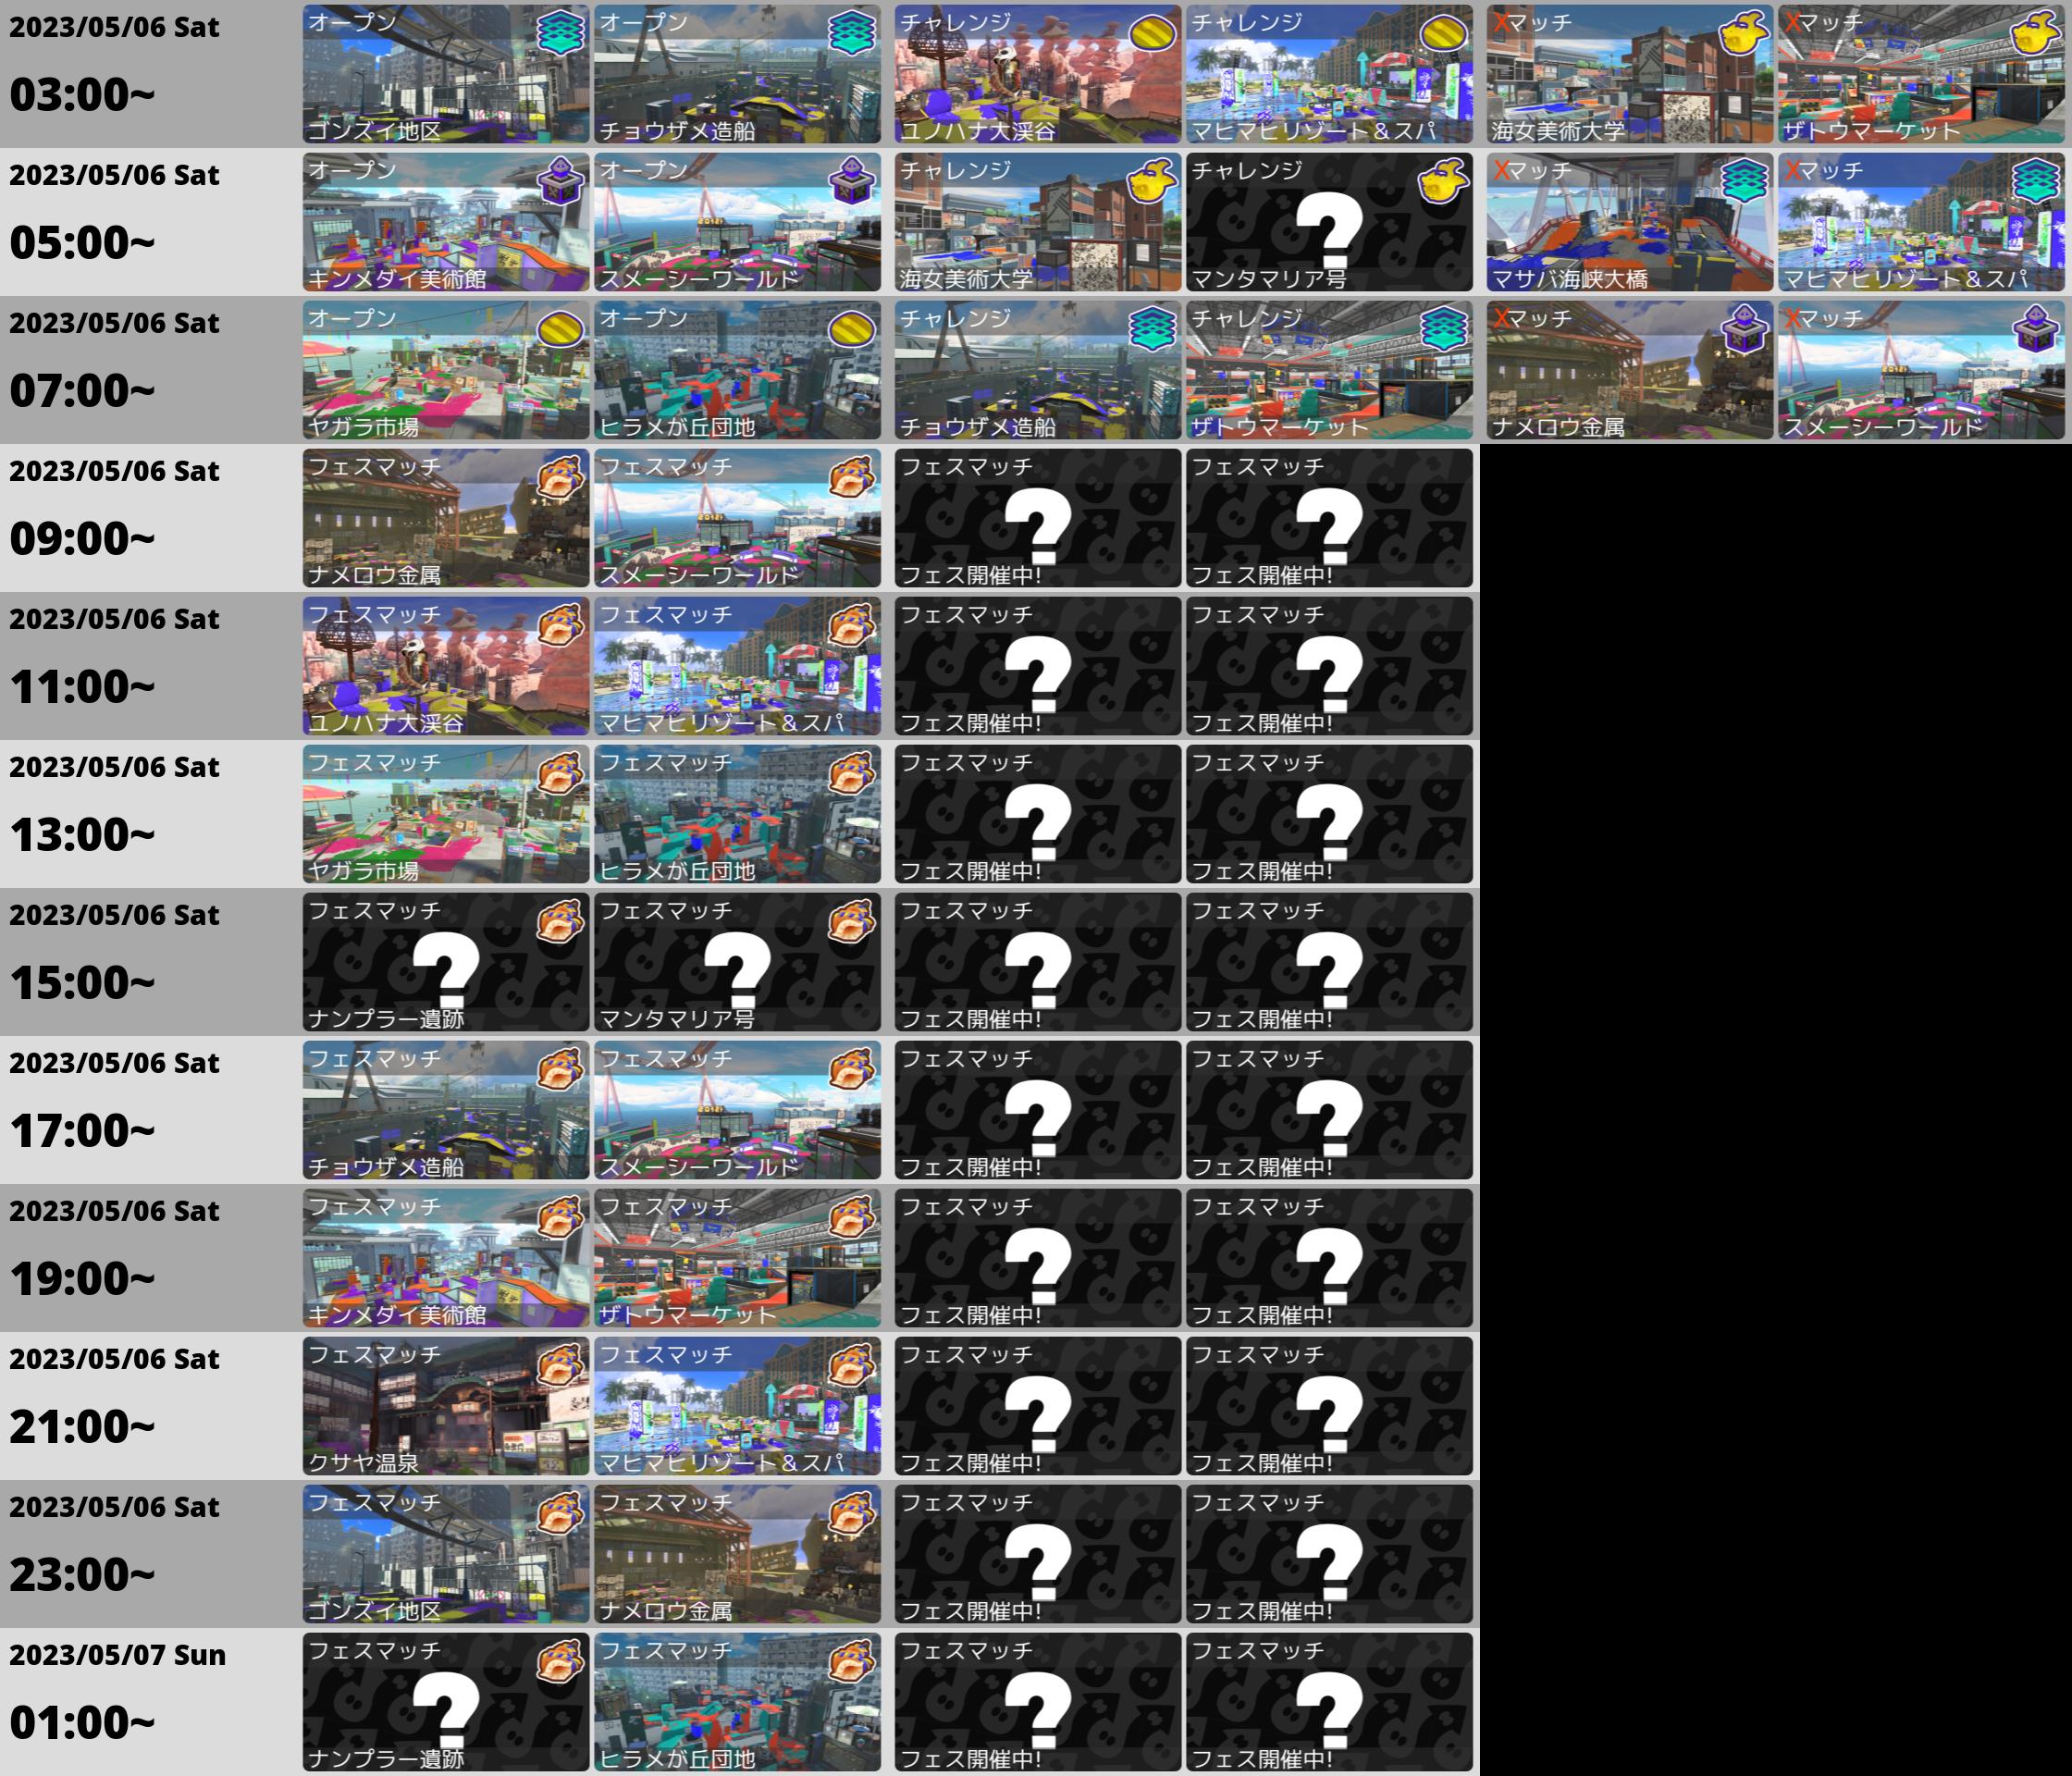 2023/05/06 Sat
03:00~
オープン
ゴンズイ地区
オープン
チョウザメ造船
チャレンジ
ユノハナ大渓谷
チャレンジ
マヒマヒリゾート＆スパ
Xマッチ
海女美術大学
Xマッチ
ザトウマーケット
2023/05/06 Sat
05:00~
オープン
キンメダイ美術館
オープン
スメーシーワールド
チャレンジ
海女美術大学
チャレンジ
?
マンタマリア号
Xマッチ
マサバ海峡大橋
Xマッチ
マヒマヒリゾート＆スパ
2023/05/06 Sat
07:00~
オープン
ヤガラ市場
オープン
ヒラメが丘団地
チャレンジ
チョウザメ造船
チャレンジ
ザトウマーケット
Xマッチ
ナメロウ金属
Xマッチ
スメーシーワールド
2023/05/06 Sat
09:00~
フェスマッチ
ナメロウ金属
フェスマッチ
スメーシーワールド
フェスマッチ
?
フェス開催中!
フェスマッチ
?
フェス開催中!
2023/05/06 Sat
11:00~
フェスマッチ
ユノハナ大渓谷
フェスマッチ
マヒマヒリゾート＆スパ
フェスマッチ
?
フェス開催中!
フェスマッチ
?
フェス開催中!
2023/05/06 Sat
13:00~
フェスマッチ
ヤガラ市場
フェスマッチ
ヒラメが丘団地
フェスマッチ
?
フェス開催中!
フェスマッチ
?
フェス開催中!
2023/05/06 Sat
15:00~
フェスマッチ
?
ナンプラー遺跡
フェスマッチ
?
マンタマリア号
フェスマッチ
?
フェス開催中!
フェスマッチ
?
フェス開催中!
2023/05/06 Sat
17:00~
フェスマッチ
チョウザメ造船
フェスマッチ
スメーシーワールド
フェスマッチ
?
フェス開催中!
フェスマッチ
?
フェス開催中!
2023/05/06 Sat
19:00~
フェスマッチ
キンメダイ美術館
フェスマッチ
ザトウマーケット
フェスマッチ
?
フェス開催中!
フェスマッチ
?
フェス開催中!
2023/05/06 Sat
21:00~
フェスマッチ
クサヤ温泉
フェスマッチ
マヒマヒリゾート＆スパ
フェスマッチ
?
フェス開催中!
フェスマッチ
?
フェス開催中!
2023/05/06 Sat
23:00~
フェスマッチ
ゴンズイ地区
フェスマッチ
ナメロウ金属
フェスマッチ
?
フェス開催中!
フェスマッチ
?
フェス開催中!
2023/05/07 Sun
01:00~
フェスマッチ
?
ナンプラー遺跡
フェスマッチ
ヒラメが丘団地
フェスマッチ
?
フェス開催中!
フェスマッチ
?
フェス開催中!